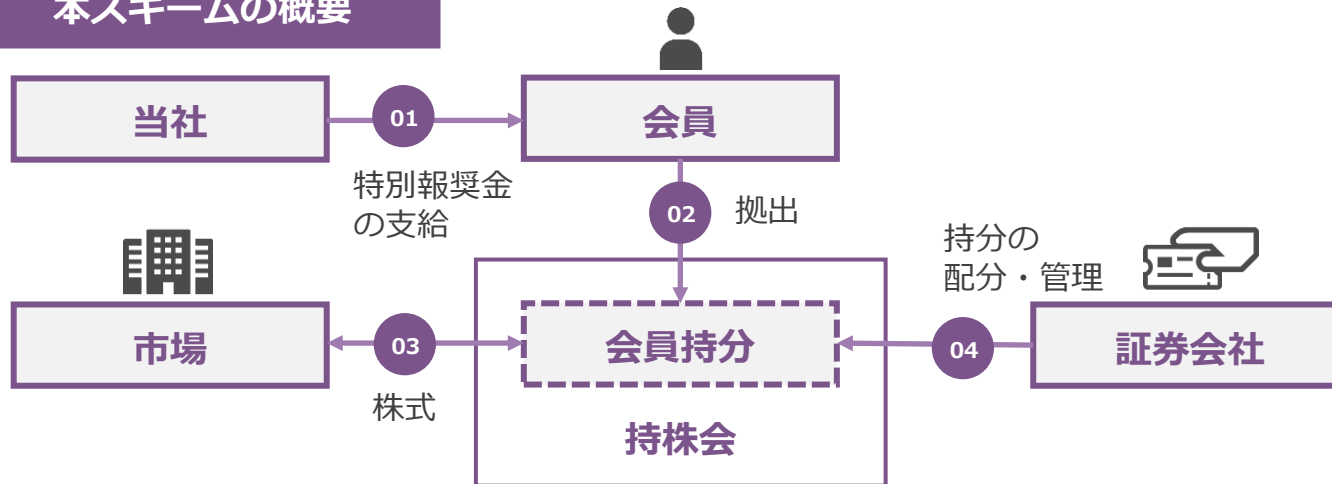 本スキームの概要
当社
01
会員
特別報奨金
の支給
02
拠出
持分の
配分・管理
市場
03
株式
会員持分
04
証券会社
持株会